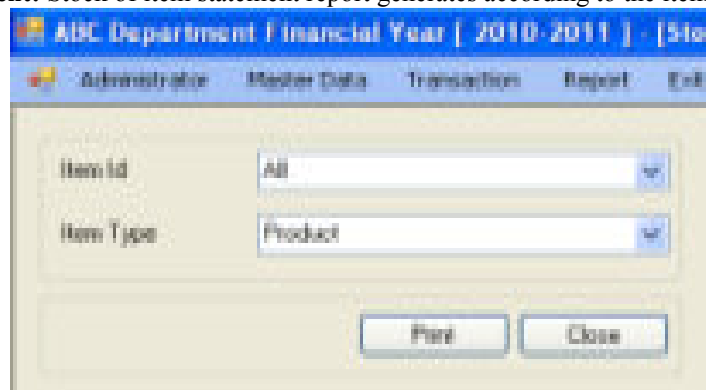 Stock of item statement report generates according to the item
ABC Department Financial Year [ 2010-2011 ] - [Sto
Administrator Master Data Transaction Report Exit
Item Id All
Item Type Product
Print Close